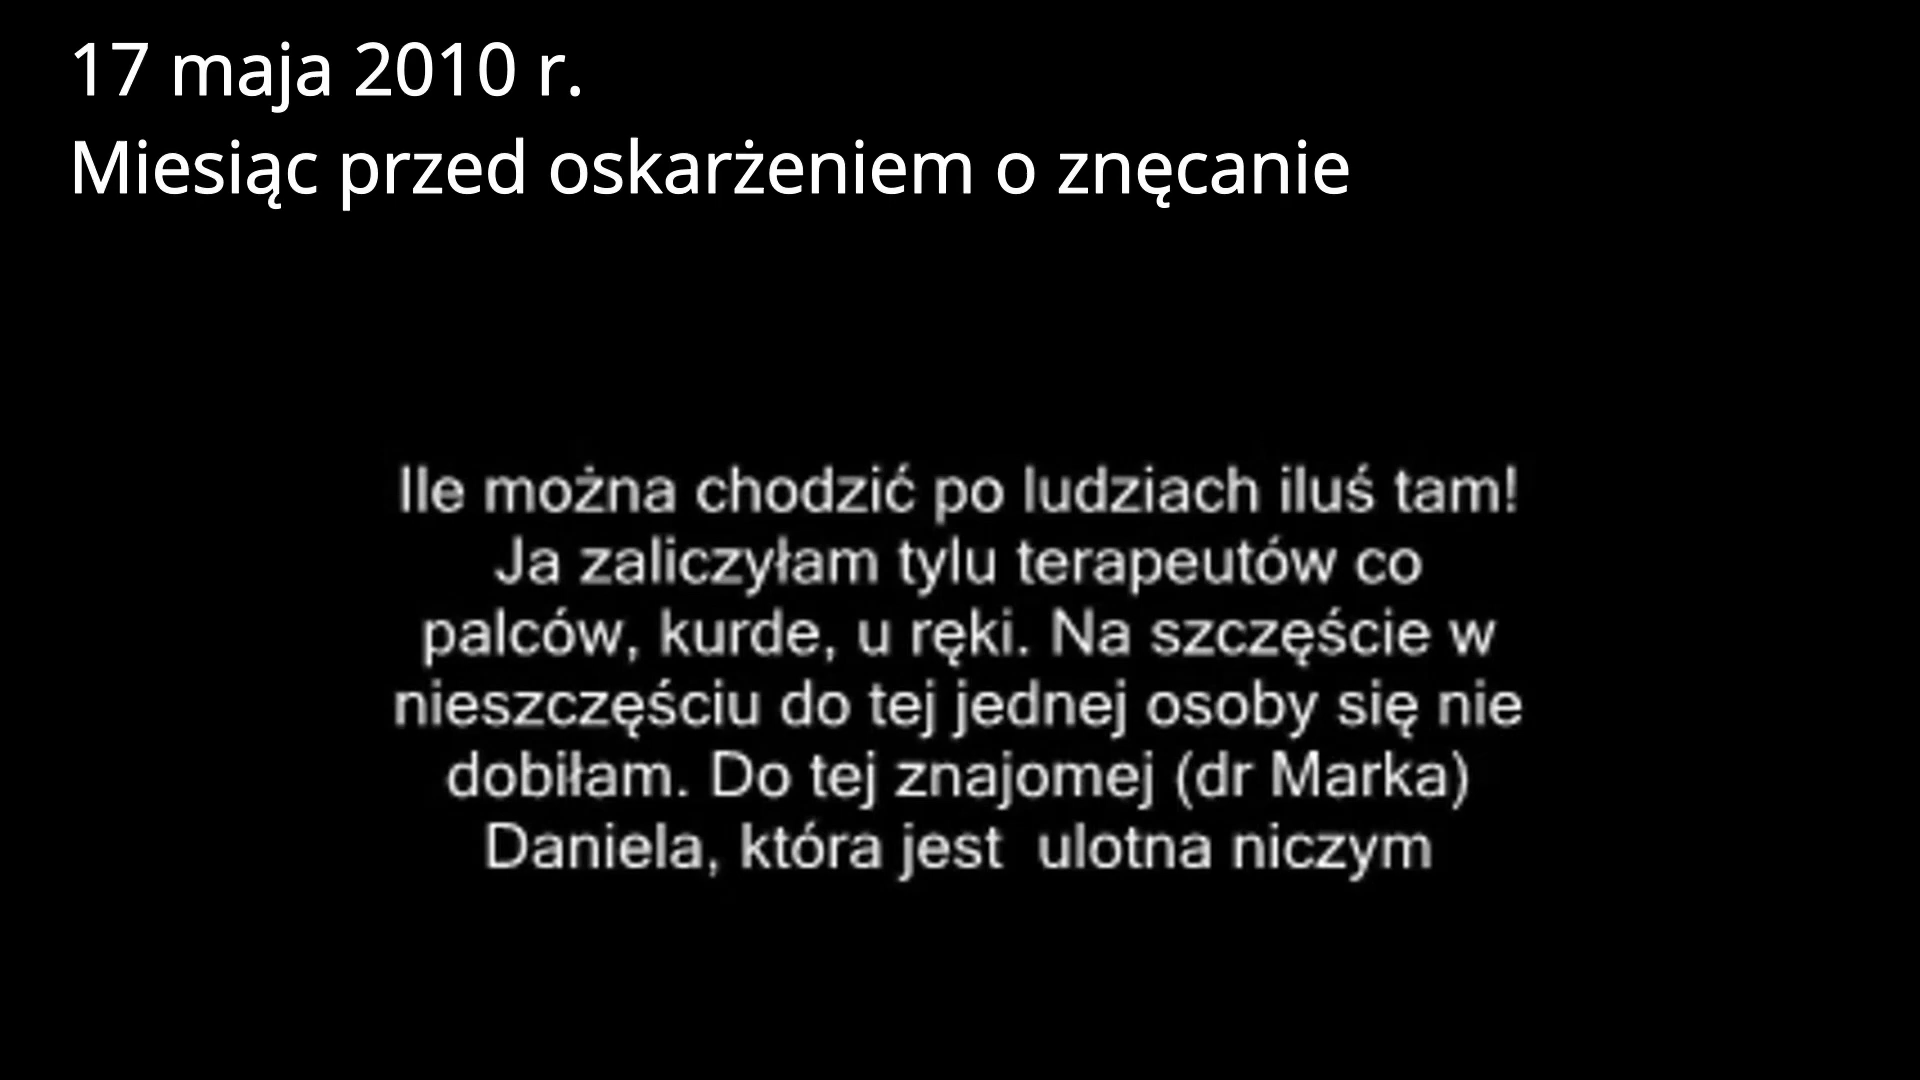 17 maja 2010 r.
Miesiąc przed oskarżeniem o znęcanie
Ile można chodzić po ludziach iluś tam!
Ja zaliczyłam tylu terapeutów co
palców, kurde, u ręki. Na szczęście w
nieszczęściu do tej jednej osoby się nie
dobiłam. Do tej znajomej (dr Marka)
Daniela, która jest  ulotna niczym